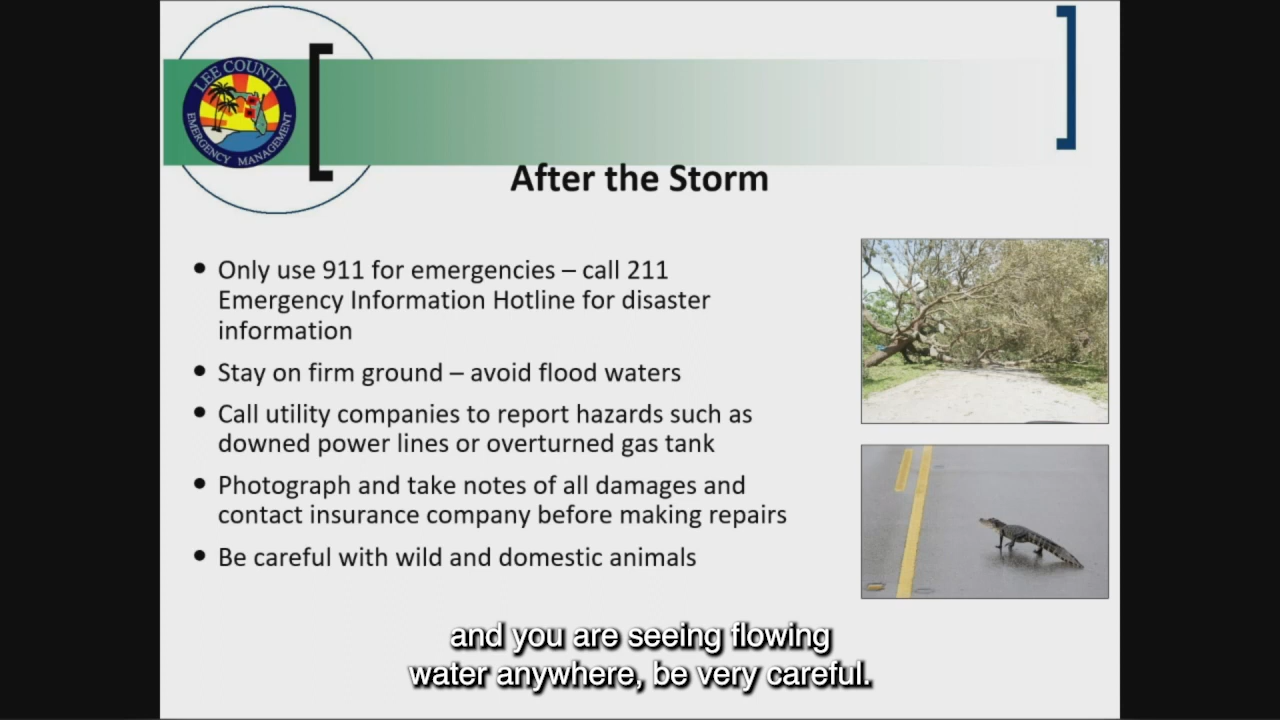 LEE COUNTY
EMERGENCY MANAGEMENT
After the Storm
• Only use 911 for emergencies – call 211
Emergency Information Hotline for disaster
information
• Stay on firm ground – avoid flood waters
• Call utility companies to report hazards such as
downed power lines or overturned gas tank
• Photograph and take notes of all damages and
contact insurance company before making repairs
• Be careful with wild and domestic animals
and you are seeing flowing
water anywhere, be very careful.